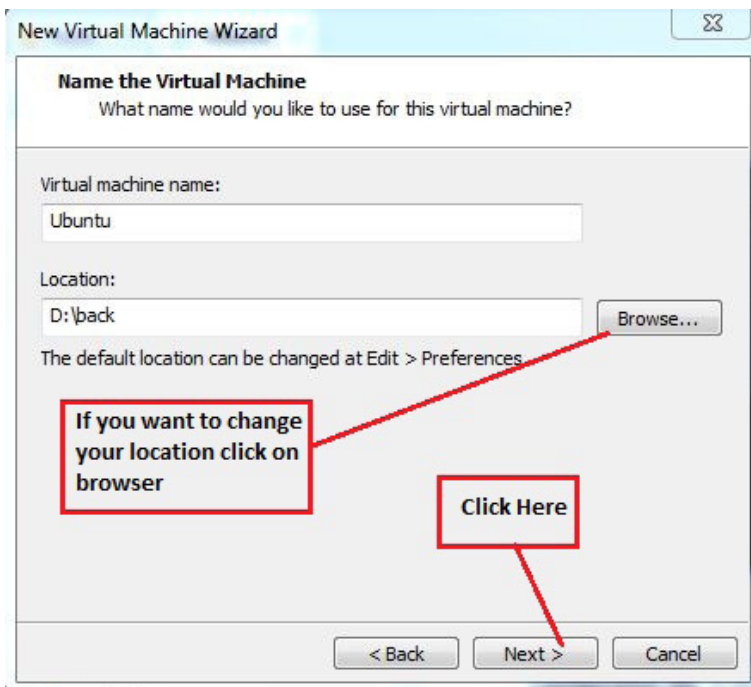 New Virtual Machine Wizard
Name the Virtual Machine
What name would you like to use for this virtual machine?
Virtual machine name:
Ubuntu
Location:
D:\back
Browse...
The default location can be changed at Edit > Preferences.
If you want to change
your location click on
browser
Click Here
< Back
Next >
Cancel